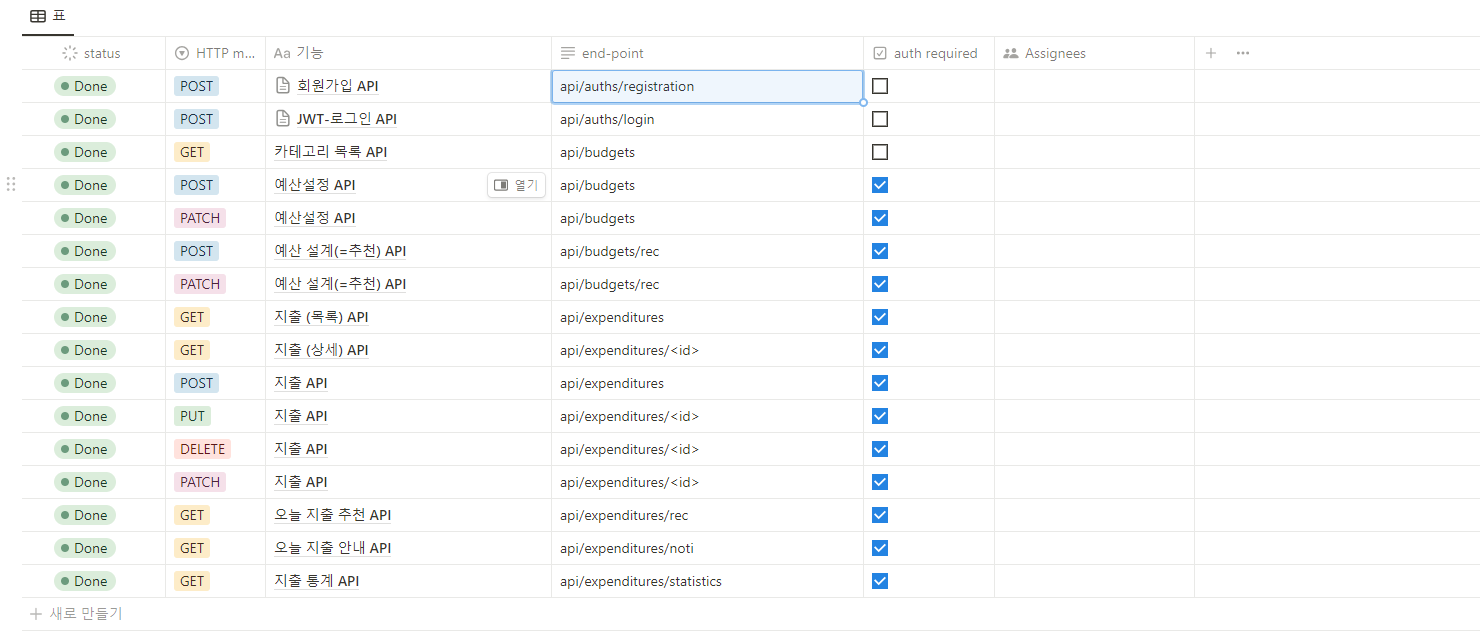 표
status HTTP m... Aa 기능 end-point auth required Assignees
Done POST 회원가입 API api/auths/registration
Done POST JWT-로그인 API api/auths/login
Done GET 카테고리 목록 API api/budgets
Done POST 예산설정 API 열기 api/budgets
Done PATCH 예산설정 API api/budgets
Done POST 예산 설계(=추천) API api/budgets/rec
Done PATCH 예산 설계(=추천) API api/budgets/rec
Done GET 지출 (목록) API api/expenditures
Done GET 지출 (상세) API api/expenditures/<id>
Done POST 지출 API api/expenditures
Done PUT 지출 API api/expenditures/<id>
Done DELETE 지출 API api/expenditures/<id>
Done PATCH 지출 API api/expenditures/<id>
Done GET 오늘 지출 추천 API api/expenditures/rec
Done GET 오늘 지출 안내 API api/expenditures/noti
Done GET 지출 통계 API api/expenditures/statistics
+ 새로 만들기